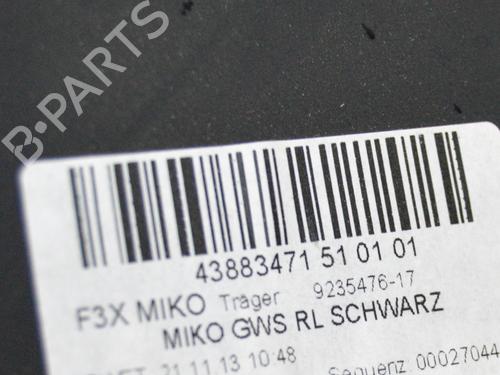 B-PARTS
43883471 51 01 01
F3X MIKO Träger 9235476-17
MIKO GWS RL SCHWARZ
21.11.13 10:48 Sequenz: 00027044